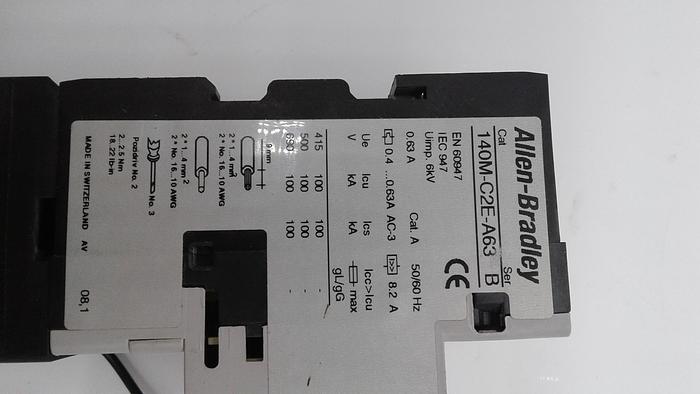 Allen-Bradley
Cat Ser
140M-C2E-A63 B
EN 60947
IEC 947
Uimp. 6kV
0.63 A Cat. A 50/60 Hz
0.4 ...0.63A AC-3 8.2 A
Ue Icu Ics Icc>Icu
V kA kA max
gL/gG
415 100 100 -
500 100 100 -
690 100 100 -
9 mm
2 * 1...4 mm²
2 * No. 16...10 AWG
2 * 1...4 mm 2
2 * No. 16...10 AWG
No. 3
Pozidriv No. 2
2...2.5 Nm
18..22 lb-in
MADE IN SWITZERLAND AV 08,1